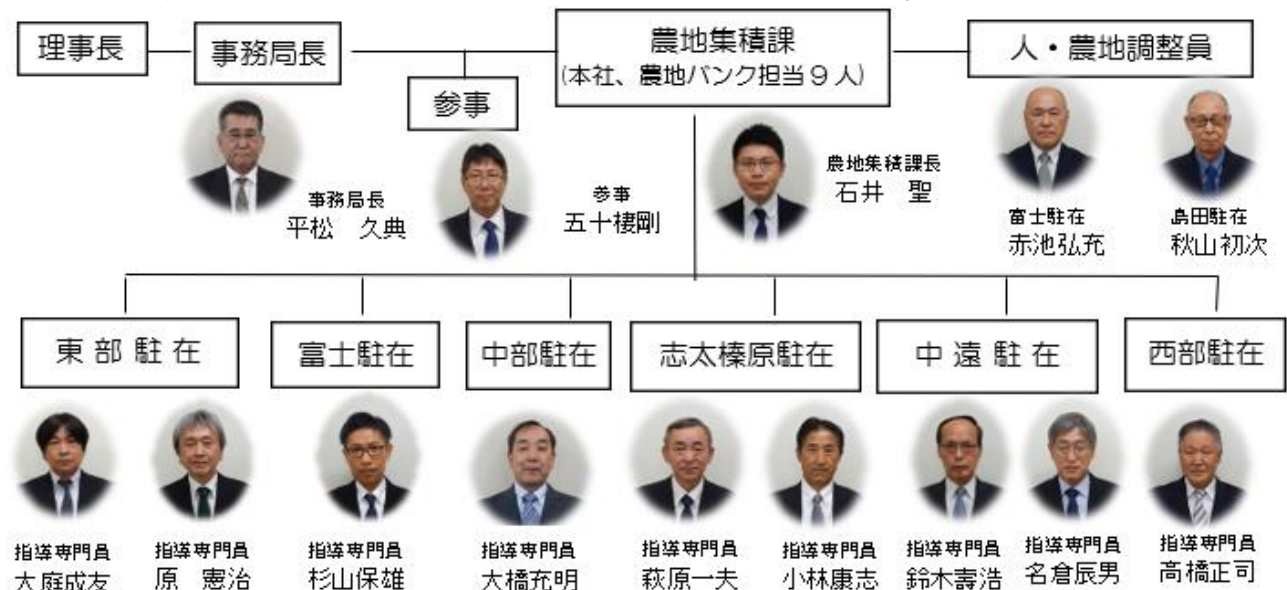 理事長
事務局長
農地集積課
(本社、農地バンク担当9人)
人・農地調整員
参事
事務局長
平松 久典
参事
五十棲剛
農地集積課長
石井 聖
富士駐在
赤池弘充
島田駐在
秋山初次
東部駐在
富士駐在
中部駐在
志太榛原駐在
中遠駐在
西部駐在
指導専門員
大庭成友
指導専門員
原 憲治
指導専門員
杉山保雄
指導専門員
大橋充明
指導専門員
萩原一夫
指導専門員
小林康志
指導専門員
鈴木壽浩
指導専門員
名倉辰男
指導専門員
高橋正司